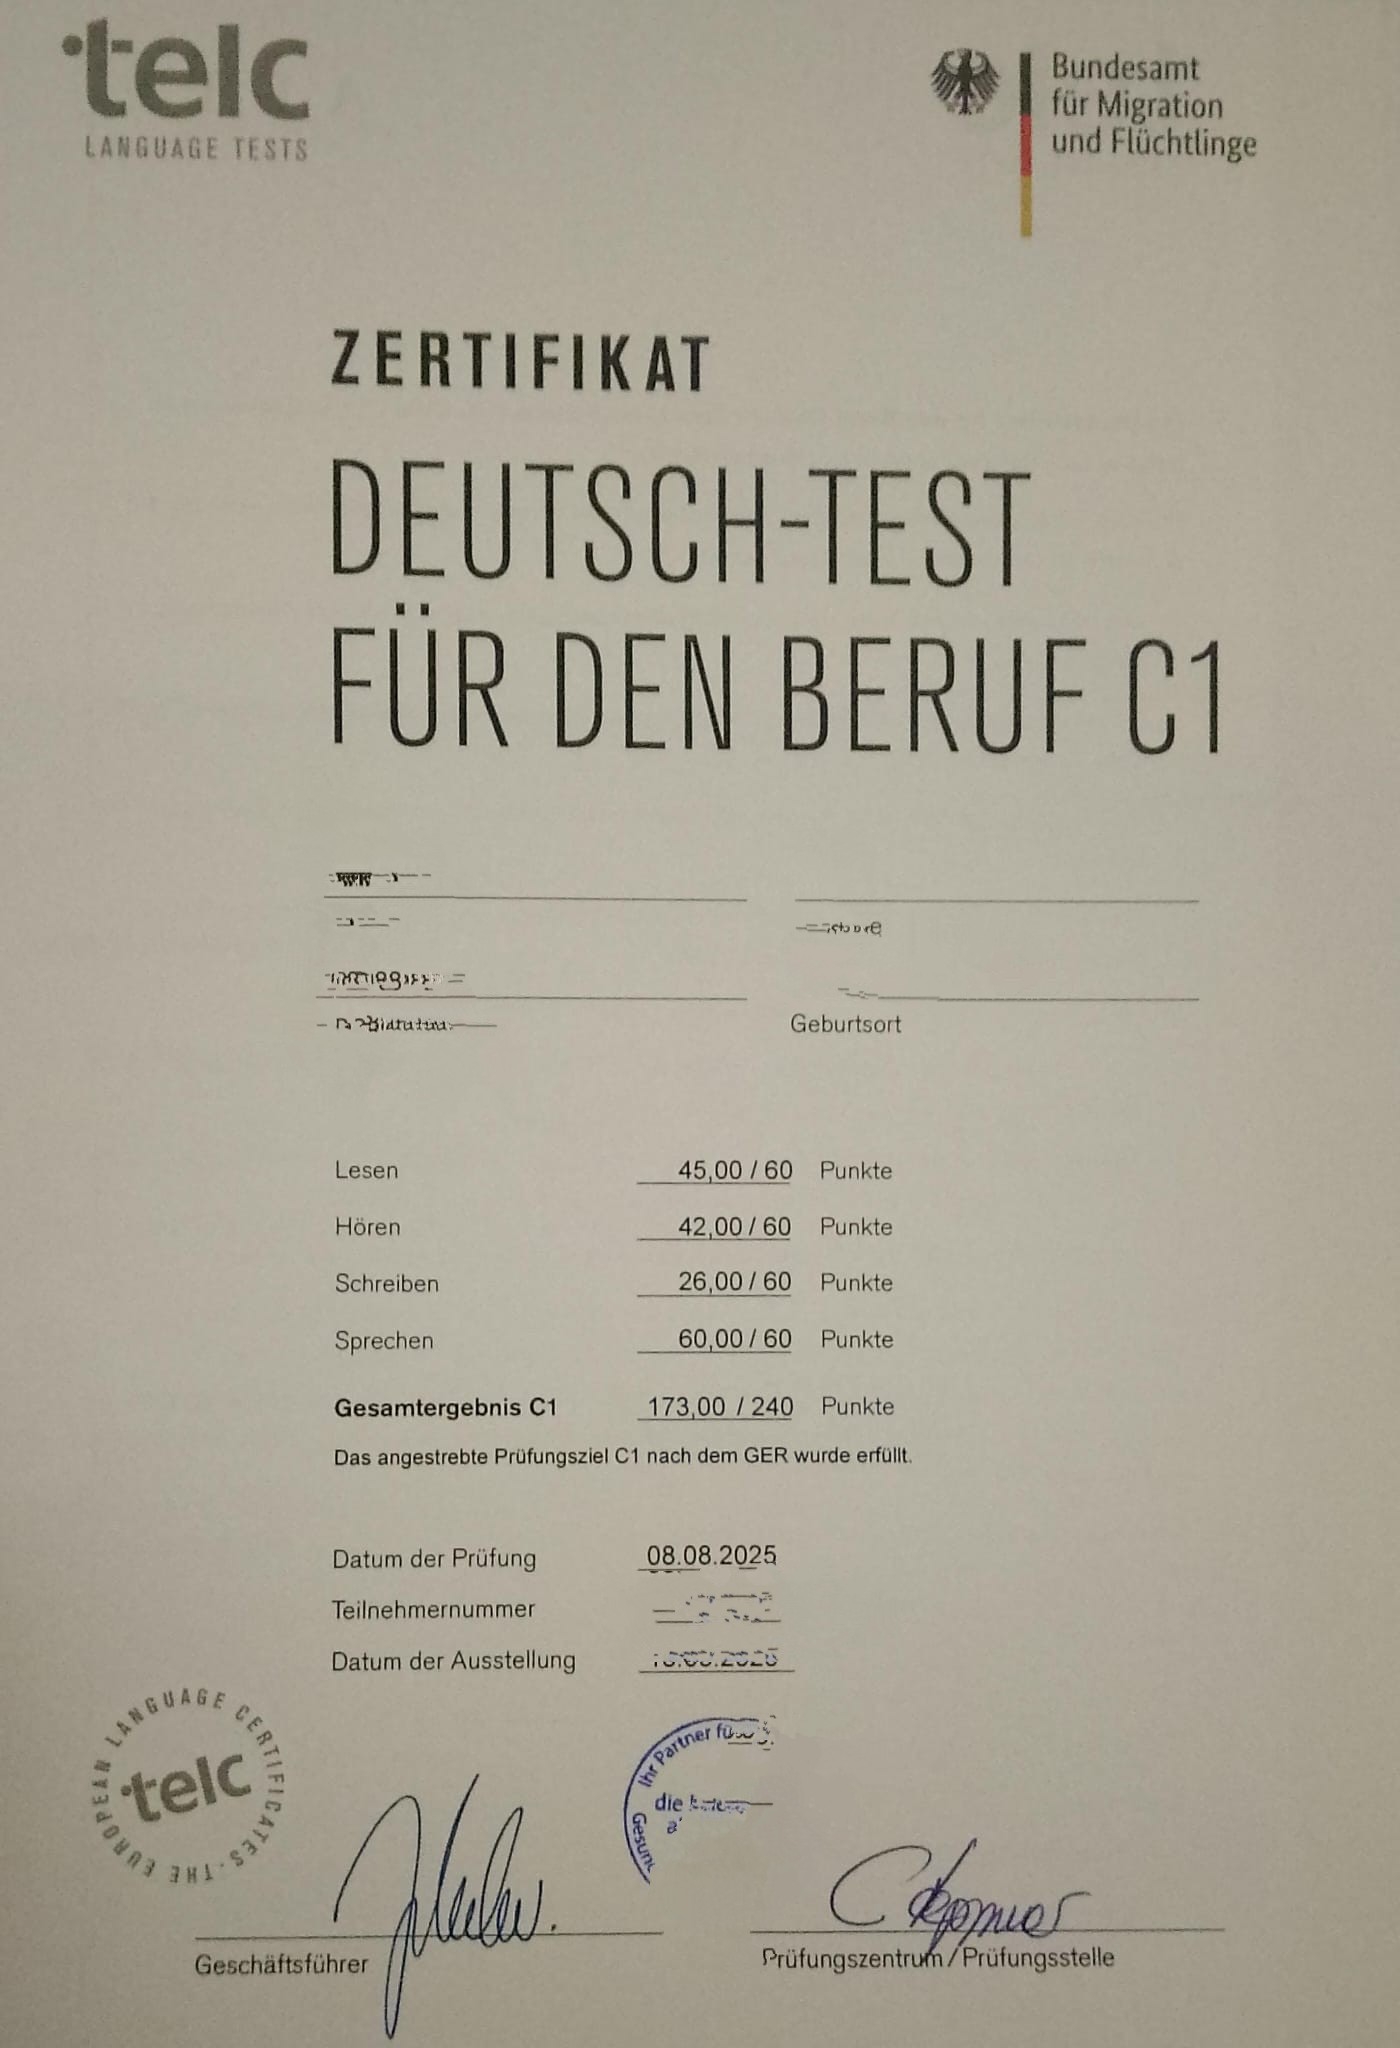 telc
LANGUAGE TESTS
Bundesamt
für Migration
und Flüchtlinge
ZERTIFIKAT
DEUTSCH-TEST
FÜR DEN BERUF C1
Geburtsort
Lesen 45,00 / 60 Punkte
Hören 42,00 / 60 Punkte
Schreiben 26,00 / 60 Punkte
Sprechen 60,00 / 60 Punkte
Gesamtergebnis C1 173,00 / 240 Punkte
Das angestrebte Prüfungsziel C1 nach dem GER wurde erfüllt.
Datum der Prüfung 08.08.2025
Teilnehmernummer
Datum der Ausstellung
THE EUROPEAN LANGUAGE CERTIFICATES
telc
Ihr Partner
die
Geschäftsführer
Prüfungszentrum / Prüfungsstelle